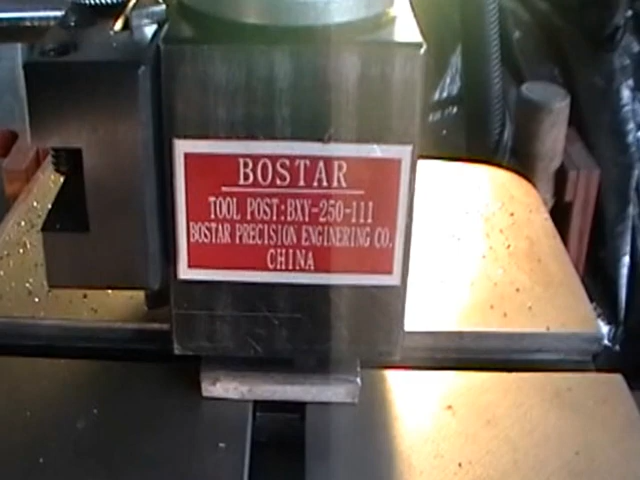 BOSTAR
TOOL POST:BXY-250-111
BOSTAR PRECISION ENGINERING CO.
CHINA